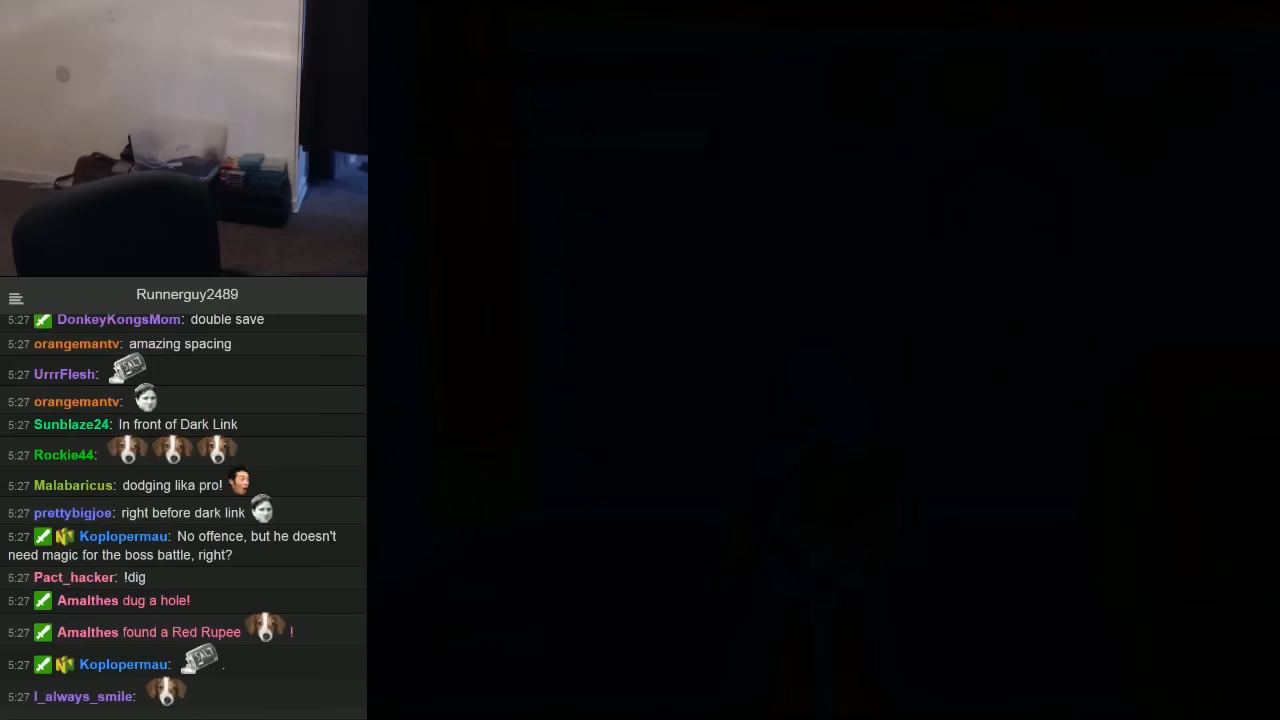 Runnerguy2489
5:27 DonkeyKongsMom: double save
5:27 orangemantv: amazing spacing
5:27 UrrrFlesh: SALT
5:27 orangemantv:
5:27 Sunblaze24: In front of Dark Link
5:27 Rockie44:
5:27 Malabaricus: dodging lika pro!
5:27 prettybigjoe: right before dark link
5:27 Koplopermau: No offence, but he doesn't
need magic for the boss battle, right?
5:27 Pact_hacker: !dig
5:27 Amalthes dug a hole!
5:27 Amalthes found a Red Rupee !
5:27 Koplopermau: SALT .
5:27 I_always_smile: